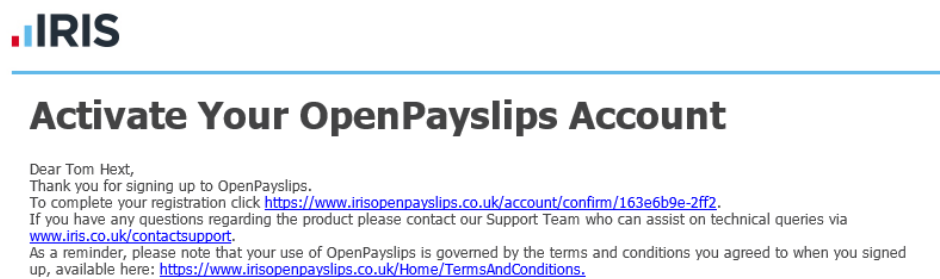 IRIS
Activate Your OpenPayslips Account
Dear Tom Hext,
Thank you for signing up to OpenPayslips.
To complete your registration click https://www.irisopenpayslips.co.uk/account/confirm/163e6b9e-2ff2.
If you have any questions regarding the product please contact our Support Team who can assist on technical queries via
www.iris.co.uk/contactsupport.
As a reminder, please note that your use of OpenPayslips is governed by the terms and conditions you agreed to when you signed
up, available here: https://www.irisopenpayslips.co.uk/Home/TermsAndConditions.